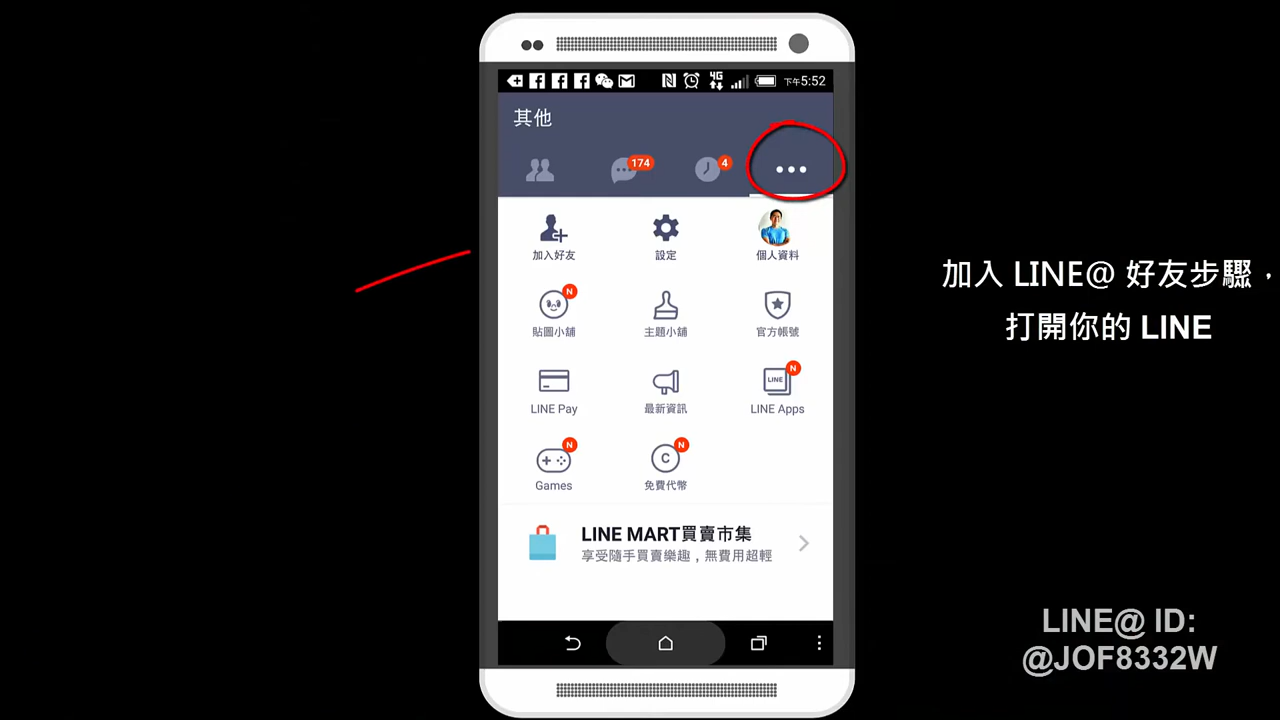 下午5:52
其他
174
4
加入好友
設定
個人資料
N
貼圖小舖
主題小舖
官方帳號
LINE
N
LINE Pay
最新資訊
LINE Apps
N
N
C
Games
免費代幣
LINE MART買賣市集
享受隨手買賣樂趣，無費用超輕
加入 LINE@ 好友步驟，
打開你的 LINE
LINE@ ID:
@JOF8332W